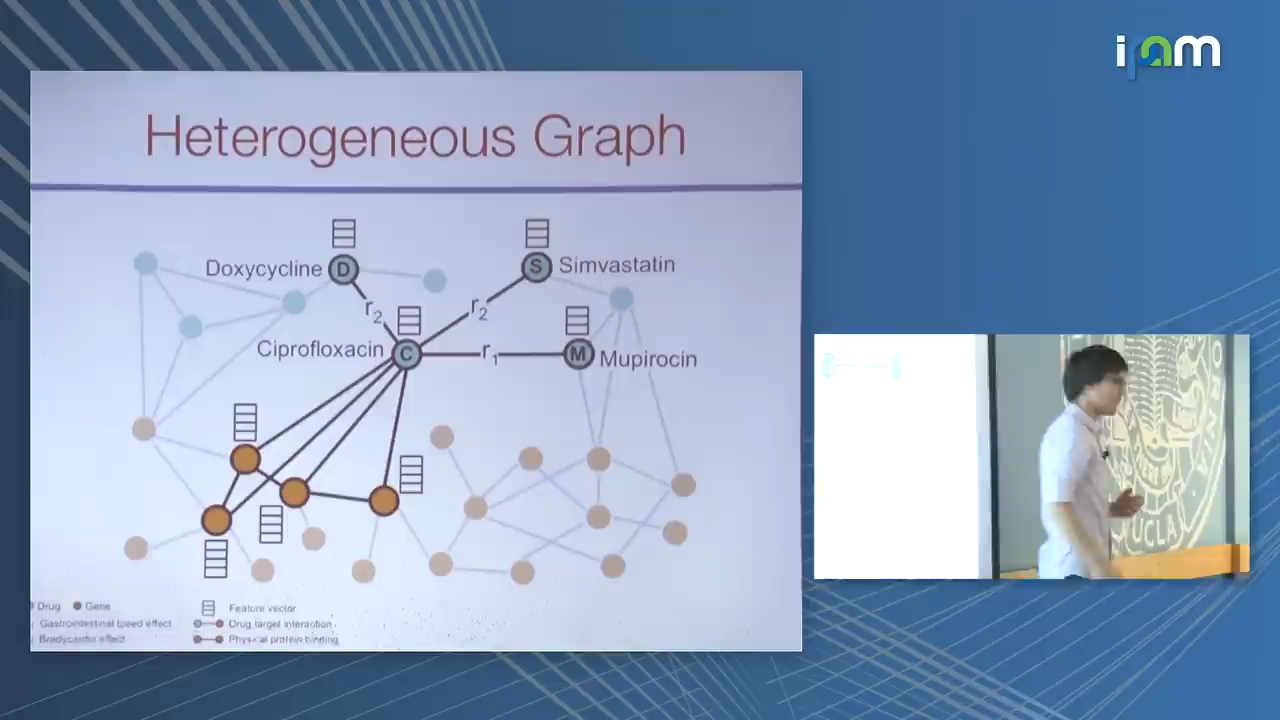 ipam
Heterogeneous Graph
Doxycycline D
S Simvastatin
r2
r2
Ciprofloxacin C
r1
M Mupirocin
Drug Gene
Feature vector
Gastrointestinal bleed effect
Drug target interaction
Bradycardia effect
Physical protein binding
UCLA